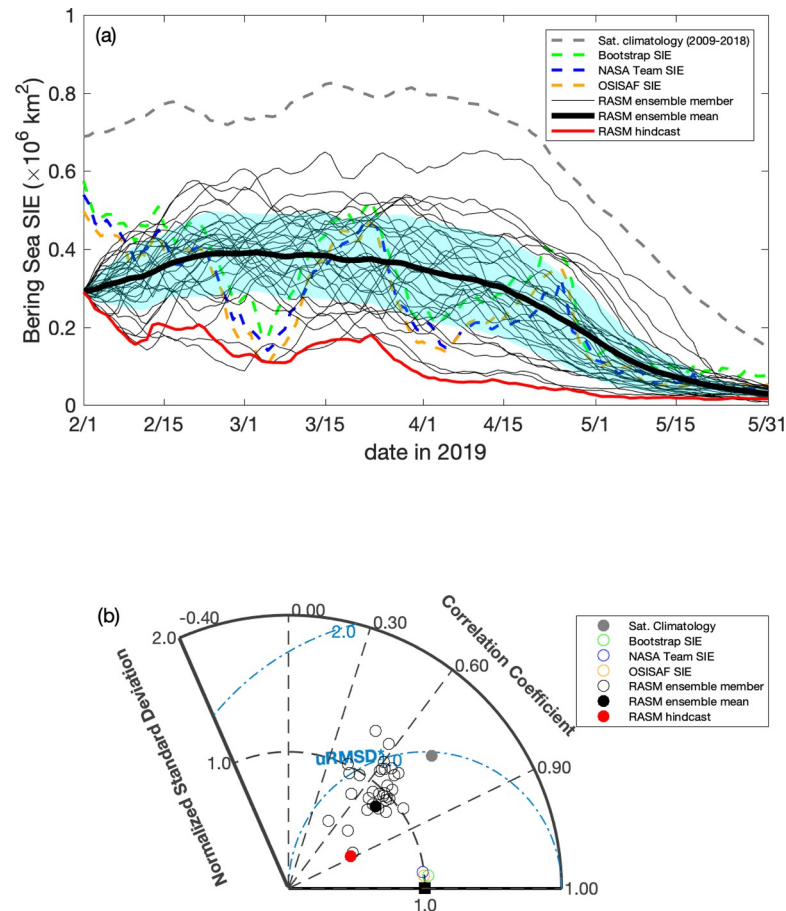 (a)
Sat. climatology (2009-2018)
Bootstrap SIE
NASA Team SIE
OSISAF SIE
RASM ensemble member
RASM ensemble mean
RASM hindcast
Bering Sea SIE (×10⁶ km²)
1
0.8
0.6
0.4
0.2
0
2/1 2/15 3/1 3/15 4/1 4/15 5/1 5/15 5/31
date in 2019
(b)
Sat. Climatology
Bootstrap SIE
NASA Team SIE
OSISAF SIE
RASM ensemble member
RASM ensemble mean
RASM hindcast
-0.40 0.00 0.30 0.60 0.90 1.00
Correlation Coefficient
Normalized Standard Deviation
2.0
1.0
2.0
uRMSD*
1.0